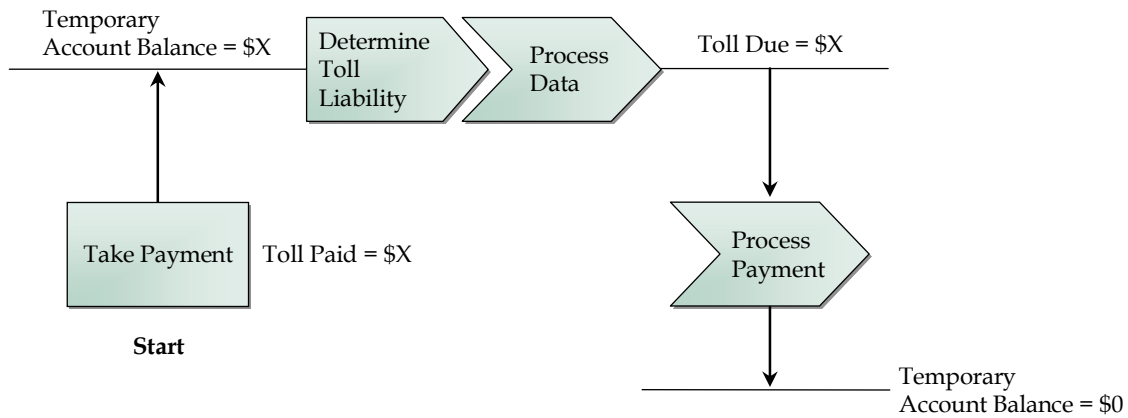 Temporary
Account Balance = $X
Determine
Toll
Liability
Process
Data
Toll Due = $X
Take Payment
Toll Paid = $X
Process
Payment
Start
Temporary
Account Balance = $0